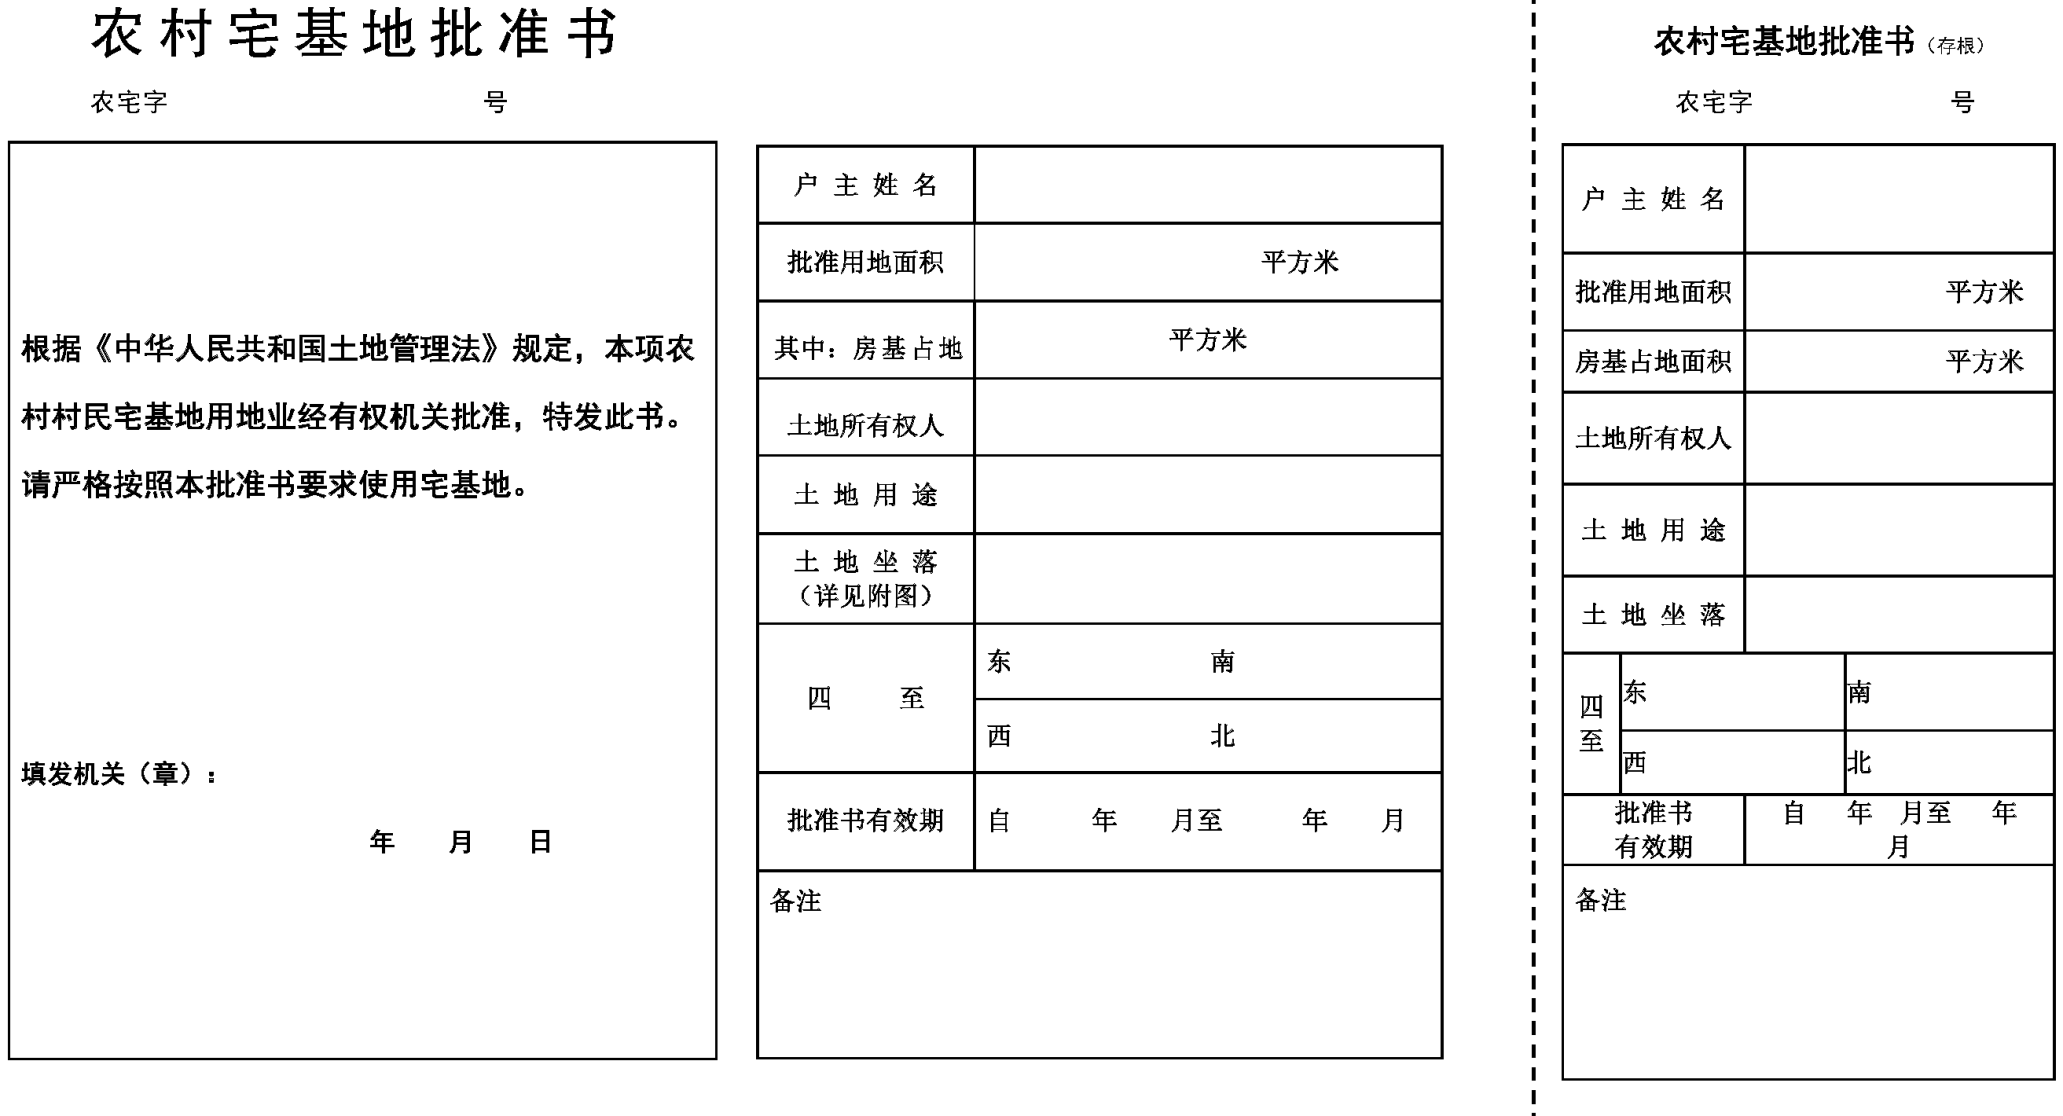 农村宅基地批准书
农宅字 号
根据《中华人民共和国土地管理法》规定，本项农
村村民宅基地用地业经有权机关批准，特发此书。
请严格按照本批准书要求使用宅基地。
填发机关（章）：
年 月 日
户主姓名
批准用地面积 平方米
其中：房基占地 平方米
土地所有权人
土地用途
土地坐落
（详见附图）
四至
东 南
西 北
批准书有效期 自 年 月至 年 月
备注
农村宅基地批准书（存根）
农宅字 号
户主姓名
批准用地面积 平方米
房基占地面积 平方米
土地所有权人
土地用途
土地坐落
四至
东 南
西 北
批准书
有效期
自 年 月至 年
月
备注